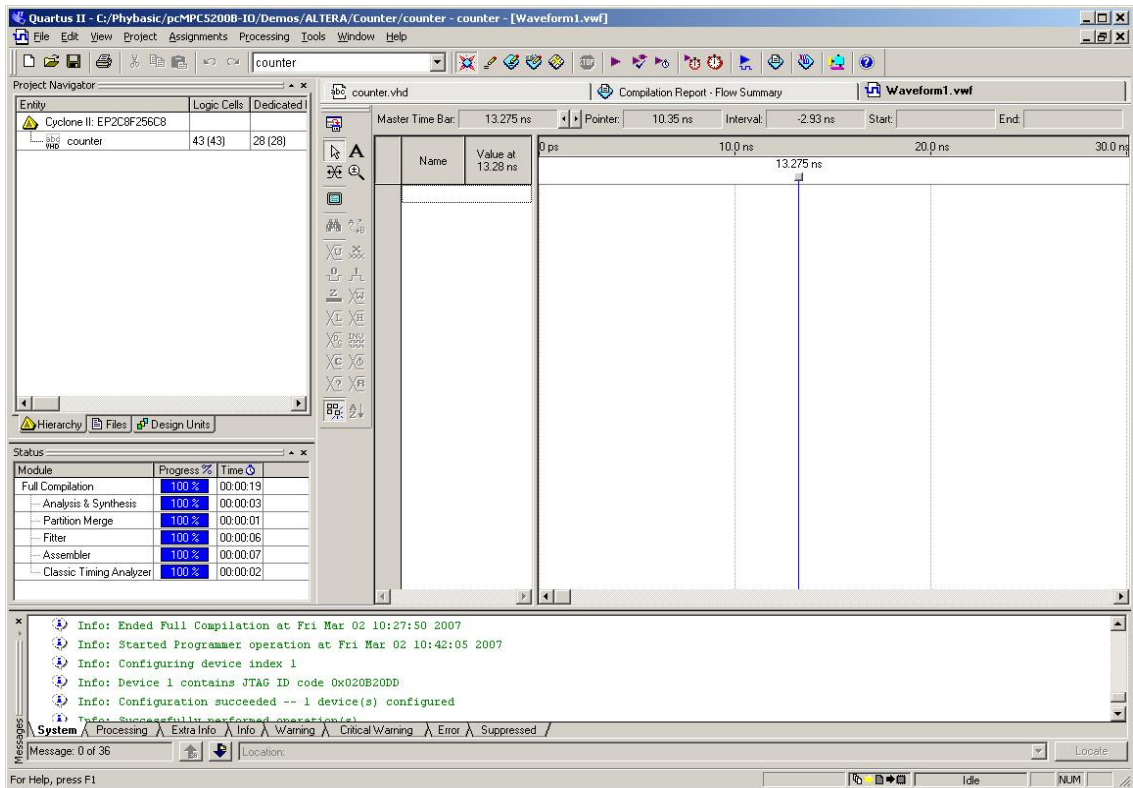 Quartus II - C:/Phybasic/pcMPC5200B-IO/Demos/ALTERA/Counter/counter - counter - [Waveform1.vwf]
File Edit View Project Assignments Processing Tools Window Help
counter
Project Navigator
Entity Logic Cells Dedicated l
Cyclone II: EP2C8F256C8
counter 43 (43) 28 (28)
Hierarchy Files Design Units
Status
Module Progress % Time
Full Compilation 100 % 00:00:19
Analysis & Synthesis 100 % 00:00:03
Partition Merge 100 % 00:00:01
Fitter 100 % 00:00:06
Assembler 100 % 00:00:07
Classic Timing Analyzer 100 % 00:00:02
counter.vhd Compilation Report - Flow Summary Waveform1.vwf
Master Time Bar: 13.275 ns Pointer: 10.35 ns Interval: -2.93 ns Start: End:
Name Value at 13.28 ns
0 ps 10.0 ns 20.0 ns 30.0 ns
13.275 ns
Info: Ended Full Compilation at Fri Mar 02 10:27:50 2007
Info: Started Programmer operation at Fri Mar 02 10:42:05 2007
Info: Configuring device index 1
Info: Device 1 contains JTAG ID code 0x020B20DD
Info: Configuration succeeded -- 1 device(s) configured
Info: Successfully performed operation(s)
System Processing Extra Info Info Warning Critical Warning Error Suppressed
Messages
Message: 0 of 36 Location: Locate
For Help, press F1 Idle NUM